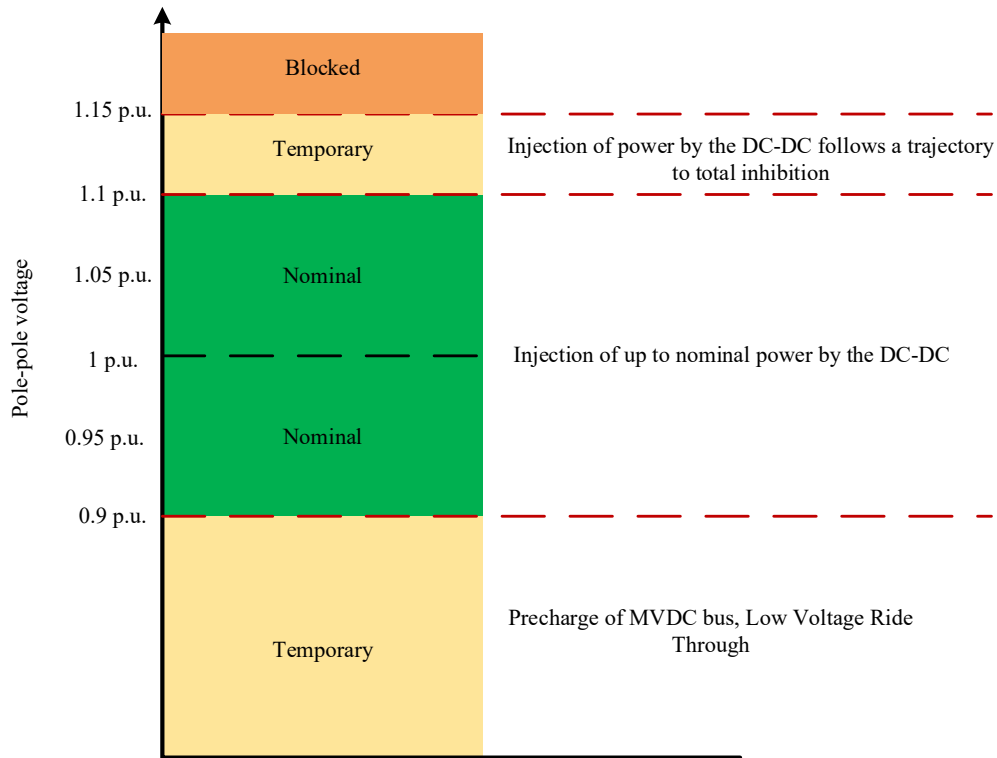 Blocked
1.15 p.u.
Temporary
Injection of power by the DC-DC follows a trajectory
to total inhibition
1.1 p.u.
1.05 p.u.
Nominal
Pole-pole voltage
1 p.u.
Injection of up to nominal power by the DC-DC
0.95 p.u.
Nominal
0.9 p.u.
Precharge of MVDC bus, Low Voltage Ride
Through
Temporary